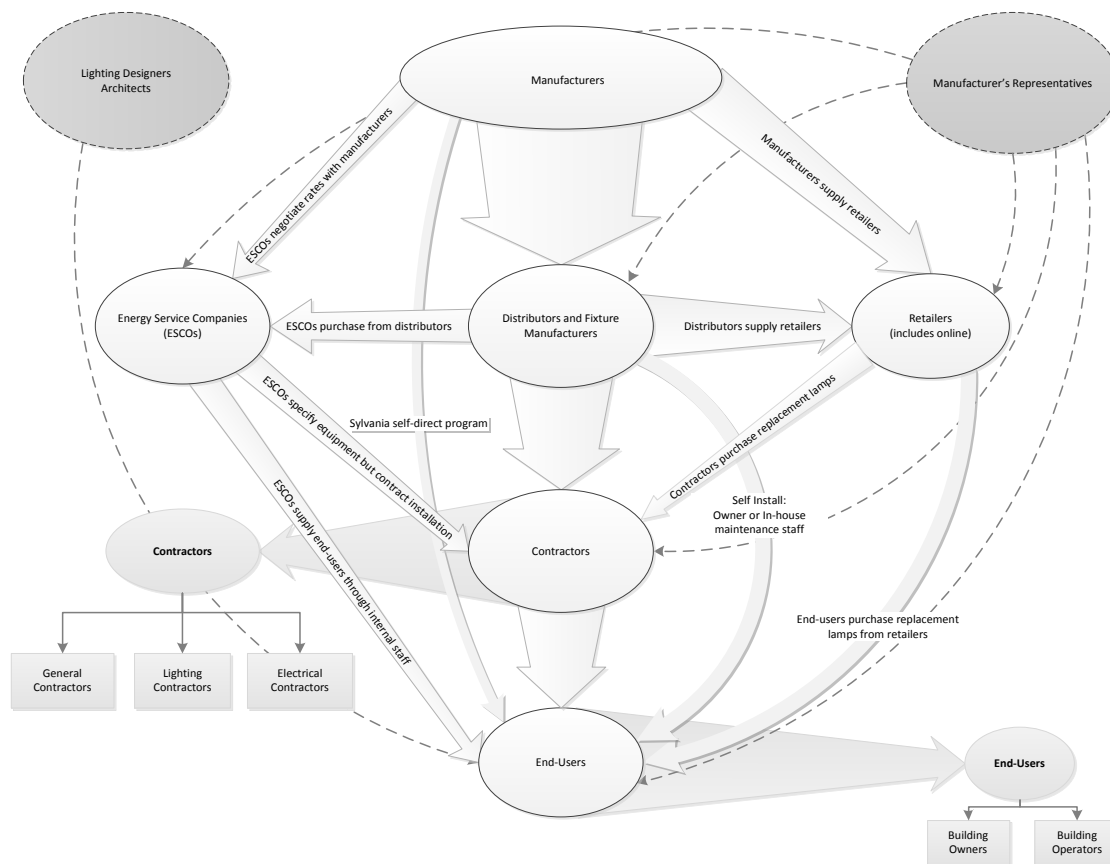 Lighting Designers
Architects
Manufacturers
Manufacturer's Representatives
ESCOs negotiate rates with manufacturers
Manufacturers supply retailers
Energy Service Companies
(ESCOs)
ESCOs purchase from distributors
Distributors and Fixture
Manufacturers
Distributors supply retailers
Retailers
(includes online)
ESCOs specify equipment but contract installation
Sylvania self-direct program
Contractors purchase replacement lamps
ESCOs supply end-users through internal staff
Self Install:
Owner or In-house
maintenance staff
Contractors
Contractors
End-users purchase replacement
lamps from retailers
General
Contractors
Lighting
Contractors
Electrical
Contractors
End-Users
End-Users
Building
Owners
Building
Operators